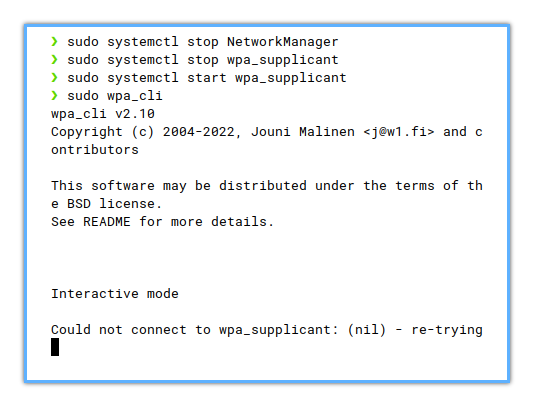 ❯ sudo systemctl stop NetworkManager
❯ sudo systemctl stop wpa_supplicant
❯ sudo systemctl start wpa_supplicant
❯ sudo wpa_cli
wpa_cli v2.10
Copyright (c) 2004-2022, Jouni Malinen <j@w1.fi> and c
ontributors
This software may be distributed under the terms of th
e BSD license.
See README for more details.
Interactive mode
Could not connect to wpa_supplicant: (nil) - re-trying